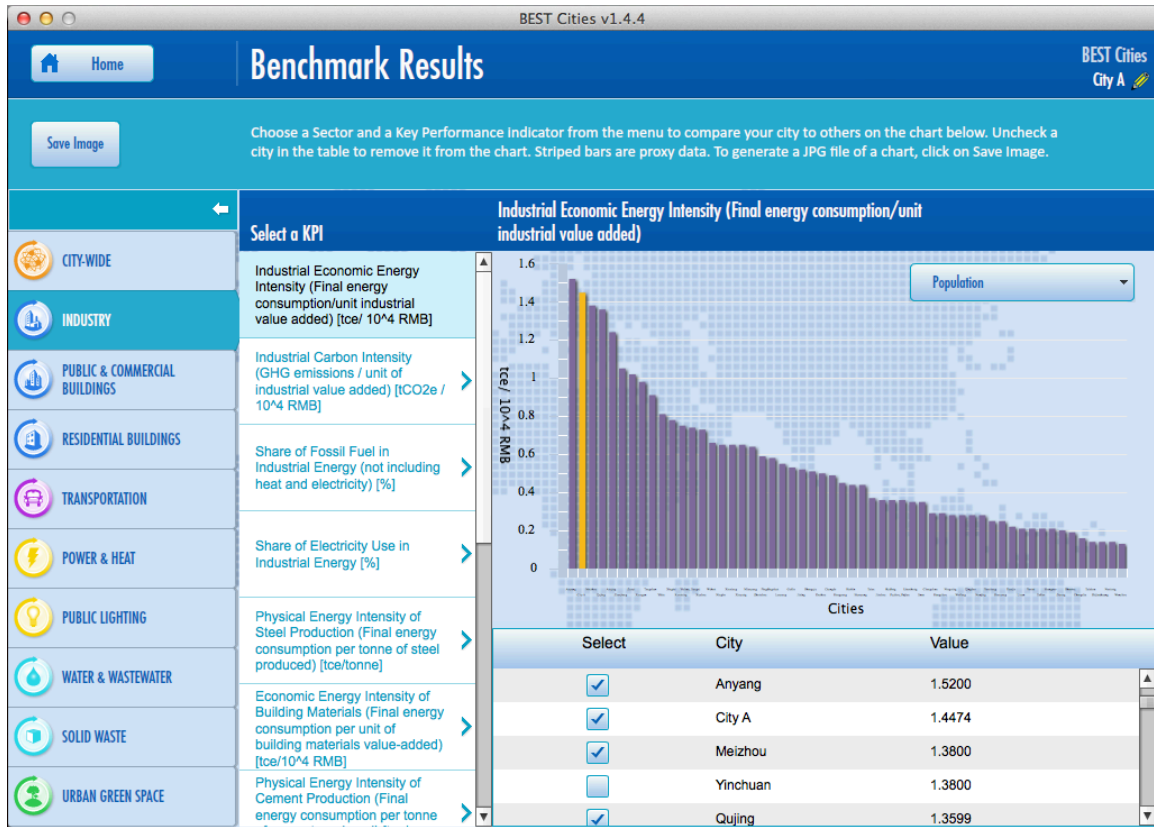 BEST Cities v1.4.4
Home
Benchmark Results
BEST Cities
City A
Save Image
Choose a Sector and a Key Performance Indicator from the menu to compare your city to others on the chart below. Uncheck a
city in the table to remove it from the chart. Striped bars are proxy data. To generate a JPG file of a chart, click on Save Image.
CITY-WIDE
INDUSTRY
PUBLIC & COMMERCIAL
BUILDINGS
RESIDENTIAL BUILDINGS
TRANSPORTATION
POWER & HEAT
PUBLIC LIGHTING
WATER & WASTEWATER
SOLID WASTE
URBAN GREEN SPACE
Select a KPI
Industrial Economic Energy
Intensity (Final energy
consumption/unit industrial
value added) [tce/ 10^4 RMB]
Industrial Carbon Intensity
(GHG emissions / unit of
industrial value added) [tCO2e /
10^4 RMB]
Share of Fossil Fuel in
Industrial Energy (not including
heat and electricity) [%]
Share of Electricity Use in
Industrial Energy [%]
Physical Energy Intensity of
Steel Production (Final energy
consumption per tonne of steel
produced) [tce/tonne]
Economic Energy Intensity of
Building Materials (Final energy
consumption per unit of
building materials value-added)
[tce/10^4 RMB]
Physical Energy Intensity of
Cement Production (Final
energy consumption per tonne
Industrial Economic Energy Intensity (Final energy consumption/unit
industrial value added)
Population
1.6
1.4
1.2
1
0.8
0.6
0.4
0.2
0
tce/ 10^4 RMB
Cities
Select City Value
Anyang 1.5200
City A 1.4474
Meizhou 1.3800
Yinchuan 1.3800
Qujing 1.3599